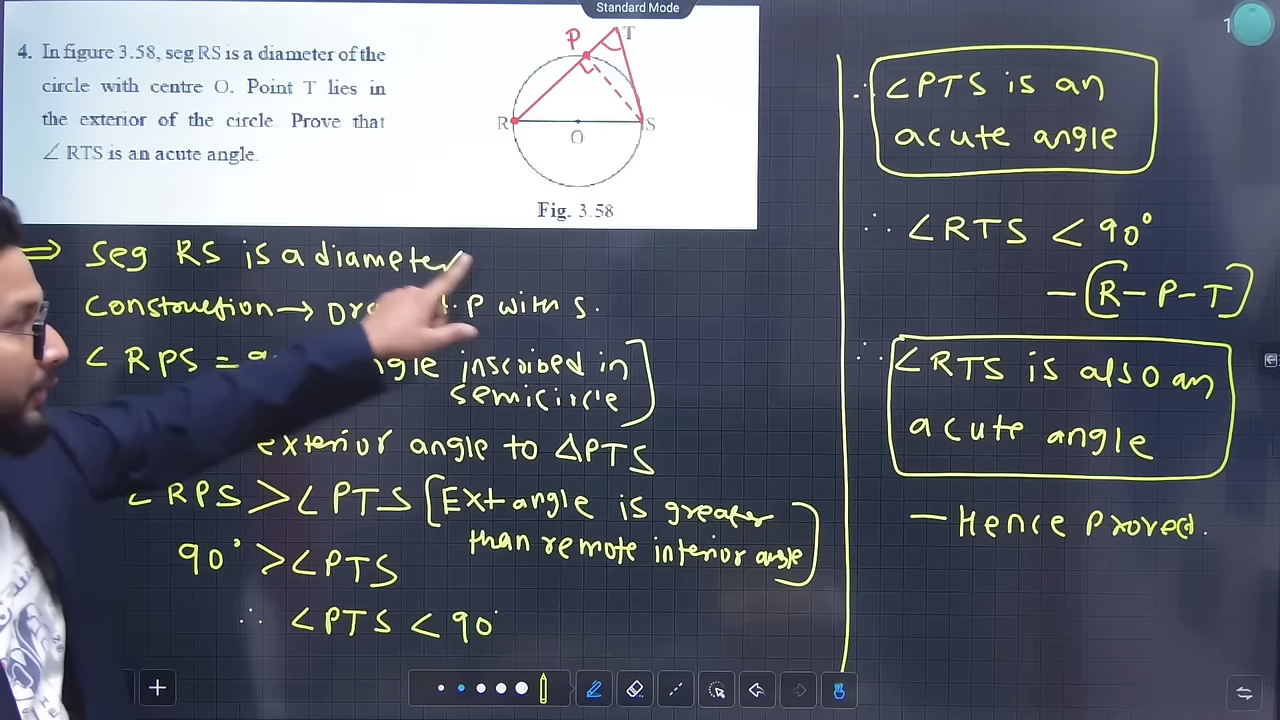 Standard Mode
4. In figure 3.58, seg RS is a diameter of the
circle with centre O. Point T lies in
the exterior of the circle. Prove that
∠ RTS is an acute angle.
P
T
R
S
O
Fig. 3.58
⇒ Seg RS is a diameter
Construction → P with S.
∠ RPS = inscribed in
semicircle ]
exterior angle to △PTS
∠RPS > ∠PTS [Ext angle is greater
than remote interior angle]
90° > ∠PTS
∴ ∠PTS < 90°
∴ ∠PTS is an
acute angle
∴ ∠RTS < 90°
— [R-P-T]
∴ ∠RTS is also an
acute angle
— Hence Proved.
1